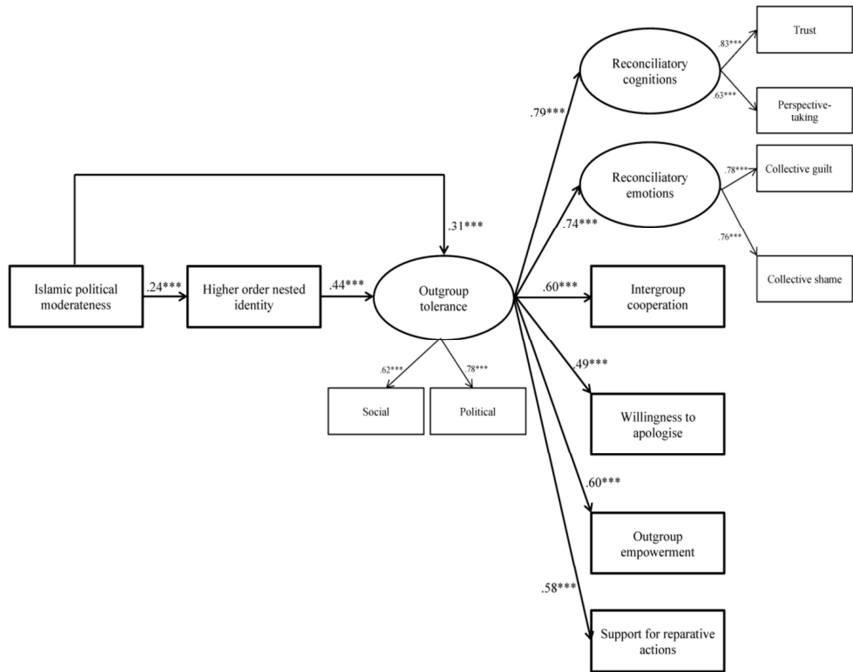 Trust
.83***
Reconciliatory
cognitions
.63***
Perspective-
taking
.79***
Reconciliatory
emotions
.78***
Collective guilt
.74***
.76***
Collective shame
.31***
Islamic political
moderateness
.24***
Higher order nested
identity
.44***
Outgroup
tolerance
.60***
Intergroup
cooperation
.62***
.78***
Social
Political
.49***
Willingness to
apologise
.60***
Outgroup
empowerment
.58***
Support for reparative
actions